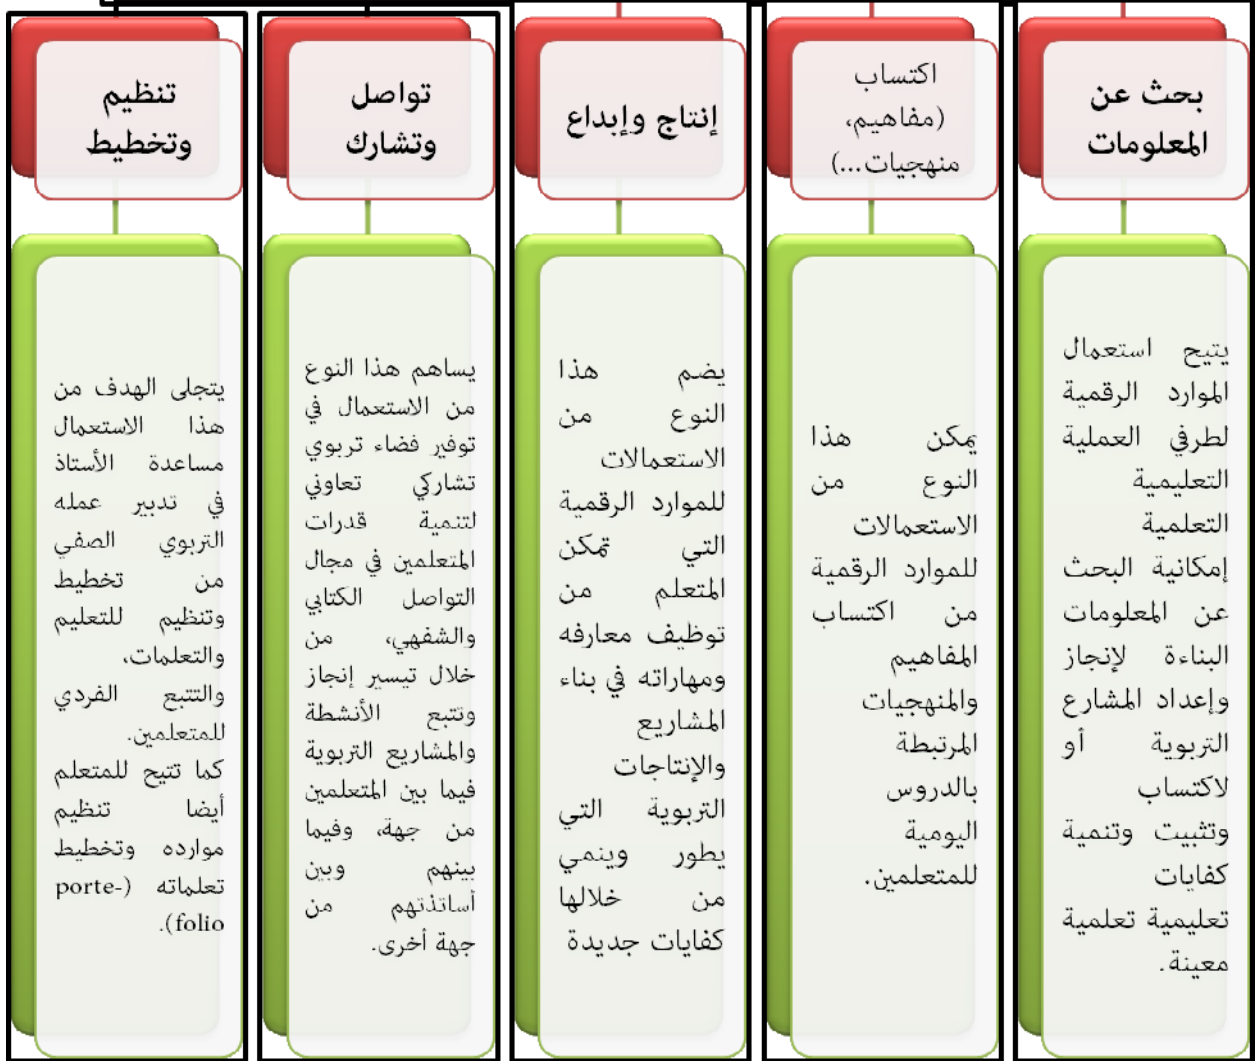 بحث عن
المعلومات
يتيح استعمال
الموارد الرقمية
لطرفي العملية
التعليمية
التعلمية
إمكانية البحث
عن المعلومات
البناءة لإنجاز
وإعداد المشارع
التربوية أو
لاكتساب
وتثبيت وتنمية
كفايات
تعليمية تعلمية
معينة.
اكتساب
(مفاهيم،
منهجيات...)
يمكن هذا
النوع من
الاستعمالات
للموارد الرقمية
من اكتساب
المفاهيم
والمنهجيات
المرتبطة
بالدروس
اليومية
للمتعلمين.
إنتاج وإبداع
يضم هذا
النوع من
الاستعمالات
للموارد الرقمية
التي تمكن
المتعلم من
توظيف معارفه
ومهاراته في بناء
المشاريع
والإنتاجات
التربوية التي
يطور وينمي
من خلالها
كفايات جديدة
تواصل
وتشارك
يساهم هذا النوع
من الاستعمال في
توفير فضاء تربوي
تشاركي تعاوني
لتنمية قدرات
المتعلمين في مجال
التواصل الكتابي
والشفهي، من
خلال تيسير إنجاز
وتتبع الأنشطة
والمشاريع التربوية
فيما بين المتعلمين
من جهة، وفيما
بينهم وبين
أساتذتهم من
جهة أخرى.
تنظيم
وتخطيط
يتجلى الهدف من
هذا الاستعمال
مساعدة الأستاذ
في تدبير عمله
التربوي الصفي
من تخطيط
وتنظيم للتعليم
والتعلمات،
والتتبع الفردي
للمتعلمين.
كما تتيح للمتعلم
أيضا تنظيم
موارده وتخطيط
تعلماته (porte-
folio).